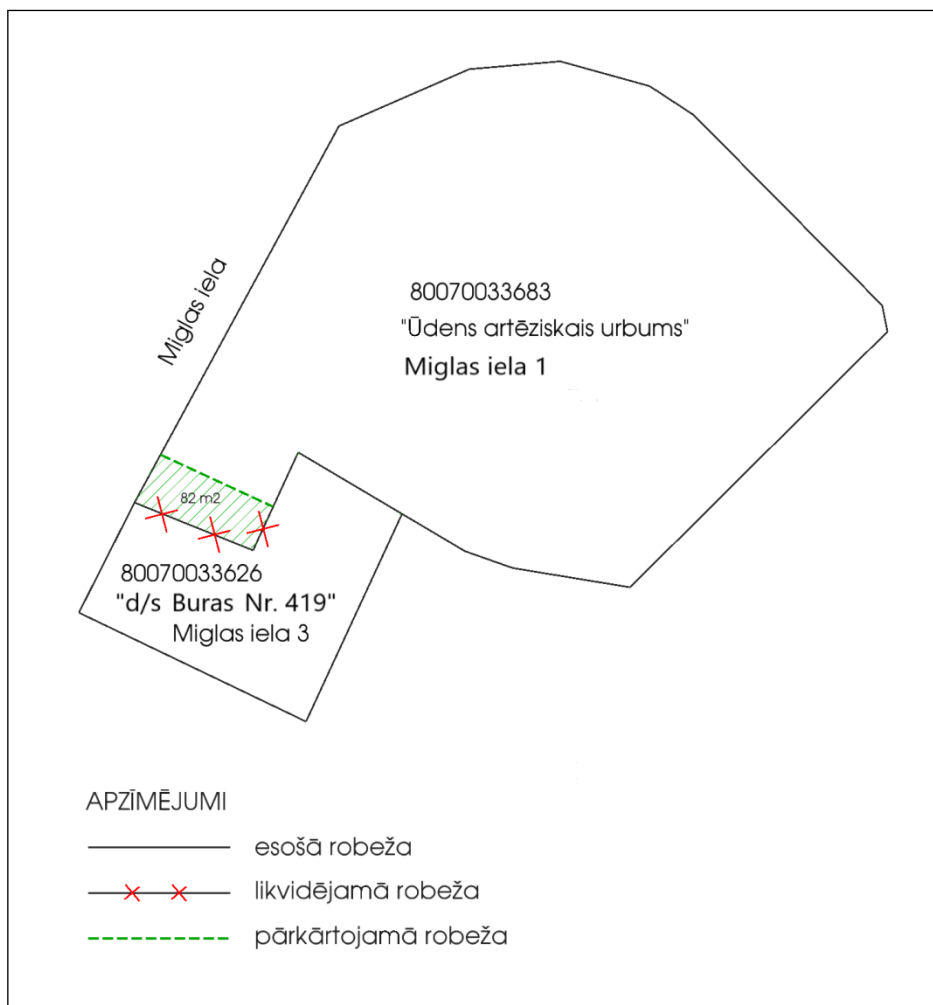 Miglas iela
80070033683
"Ūdens artēziskais urbums"
Miglas iela 1
82 m2
80070033626
"d/s Buras Nr. 419"
Miglas iela 3
APZĪMĒJUMI
esošā robeža
likvidējamā robeža
pārkārtojamā robeža